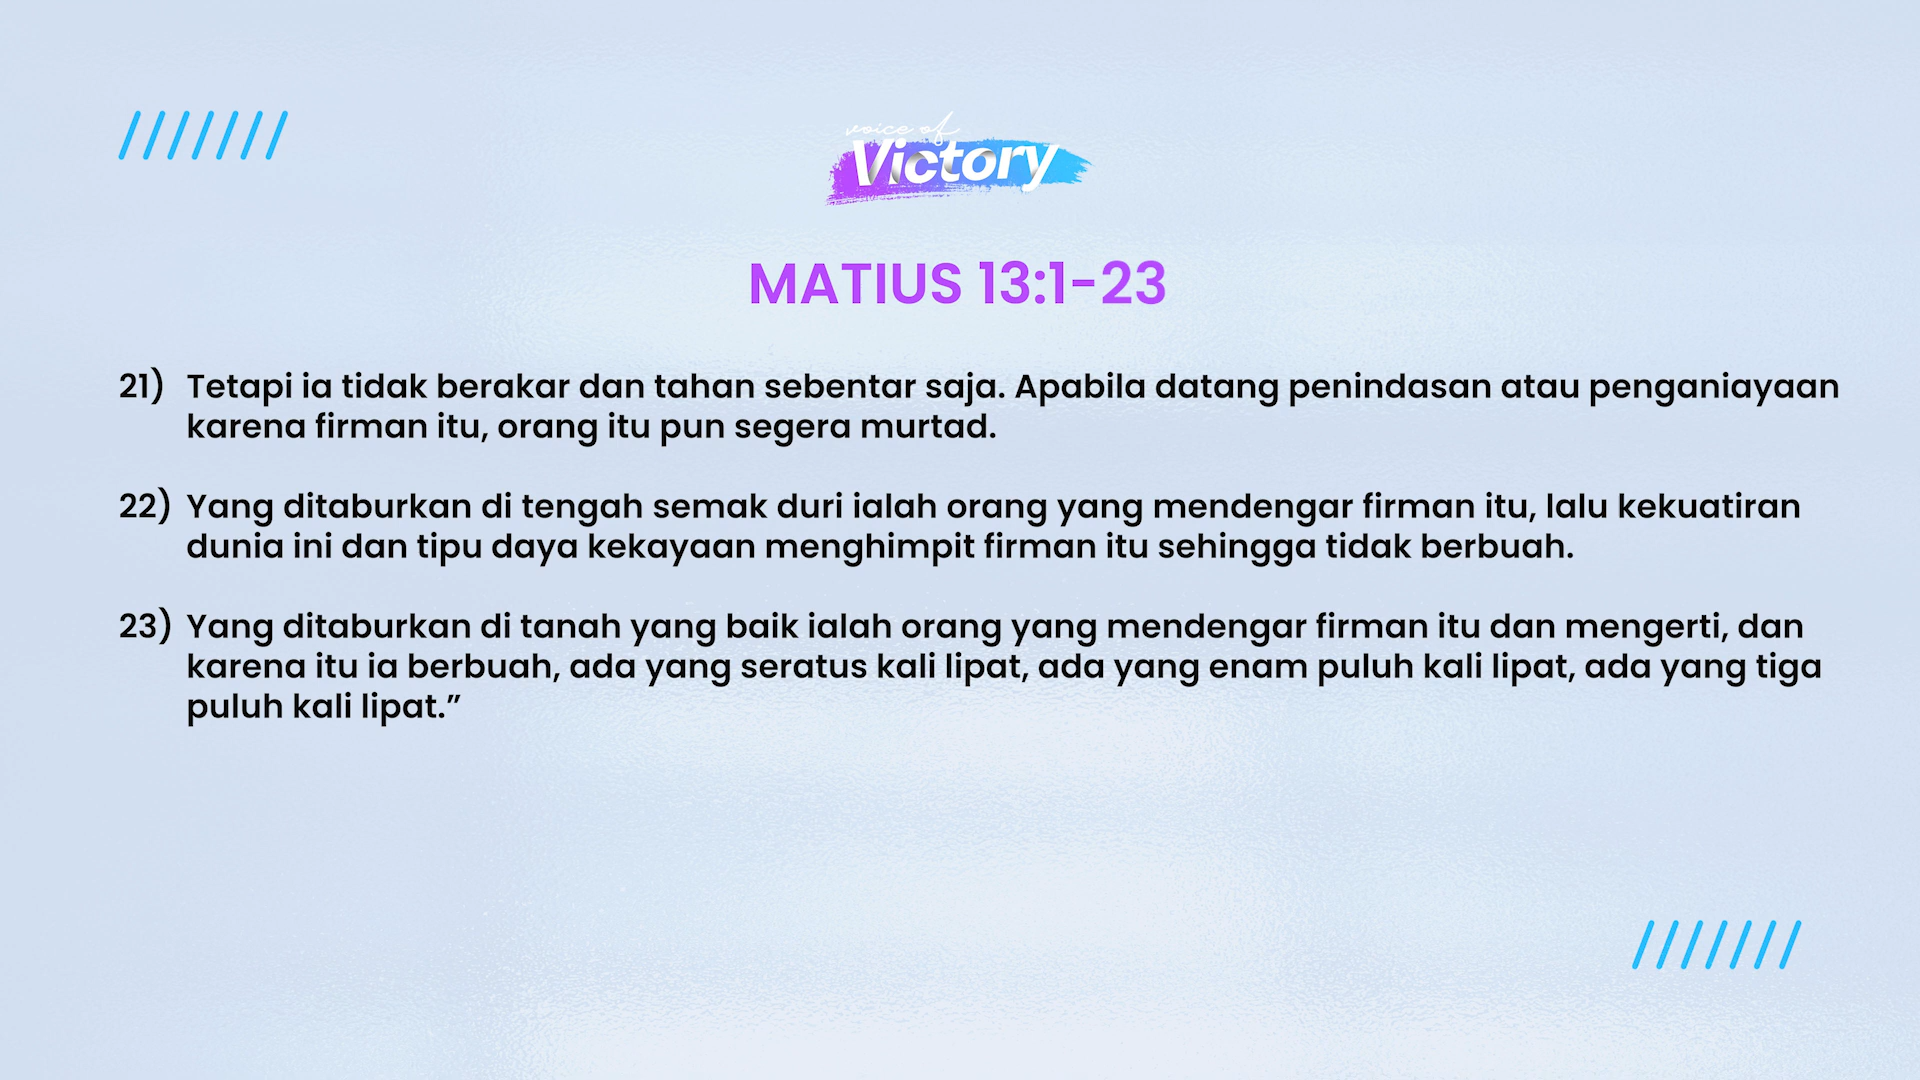 voice of
Victory
MATIUS 13:1-23
21) Tetapi ia tidak berakar dan tahan sebentar saja. Apabila datang penindasan atau penganiayaan
karena firman itu, orang itu pun segera murtad.
22) Yang ditaburkan di tengah semak duri ialah orang yang mendengar firman itu, lalu kekuatiran
dunia ini dan tipu daya kekayaan menghimpit firman itu sehingga tidak berbuah.
23) Yang ditaburkan di tanah yang baik ialah orang yang mendengar firman itu dan mengerti, dan
karena itu ia berbuah, ada yang seratus kali lipat, ada yang enam puluh kali lipat, ada yang tiga
puluh kali lipat.”